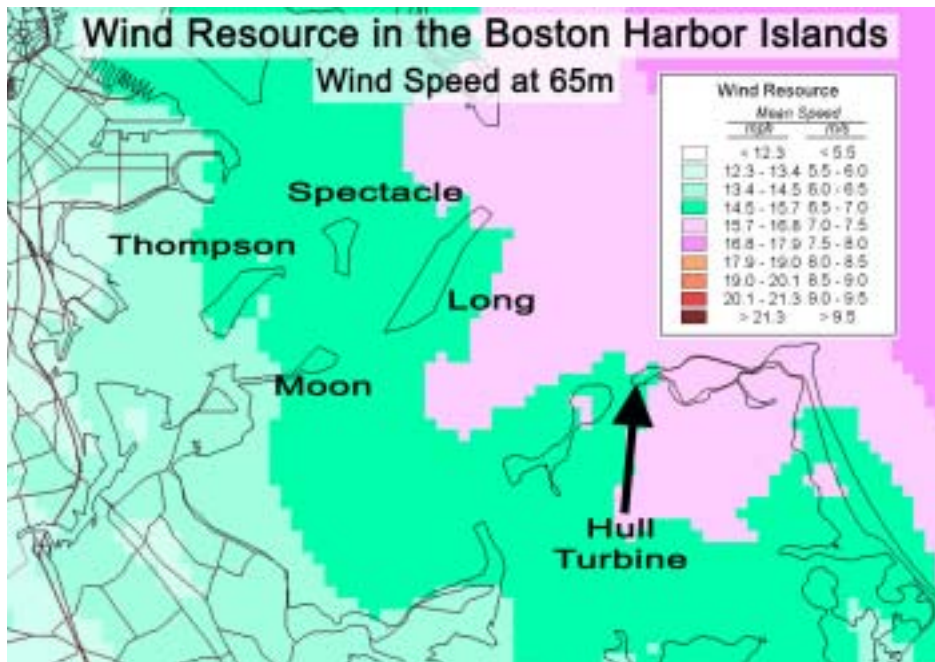 Wind Resource in the Boston Harbor Islands
Wind Speed at 65m
Wind Resource
Mean Speed
mph m/s
< 12.3 < 5.5
12.3 - 13.4 5.5 - 6.0
13.4 - 14.5 6.0 - 6.5
14.5 - 15.7 6.5 - 7.0
15.7 - 16.8 7.0 - 7.5
16.8 - 17.9 7.5 - 8.0
17.9 - 19.0 8.0 - 8.5
19.0 - 20.1 8.5 - 9.0
20.1 - 21.3 9.0 - 9.5
> 21.3 > 9.5
Spectacle
Thompson
Long
Moon
Hull
Turbine